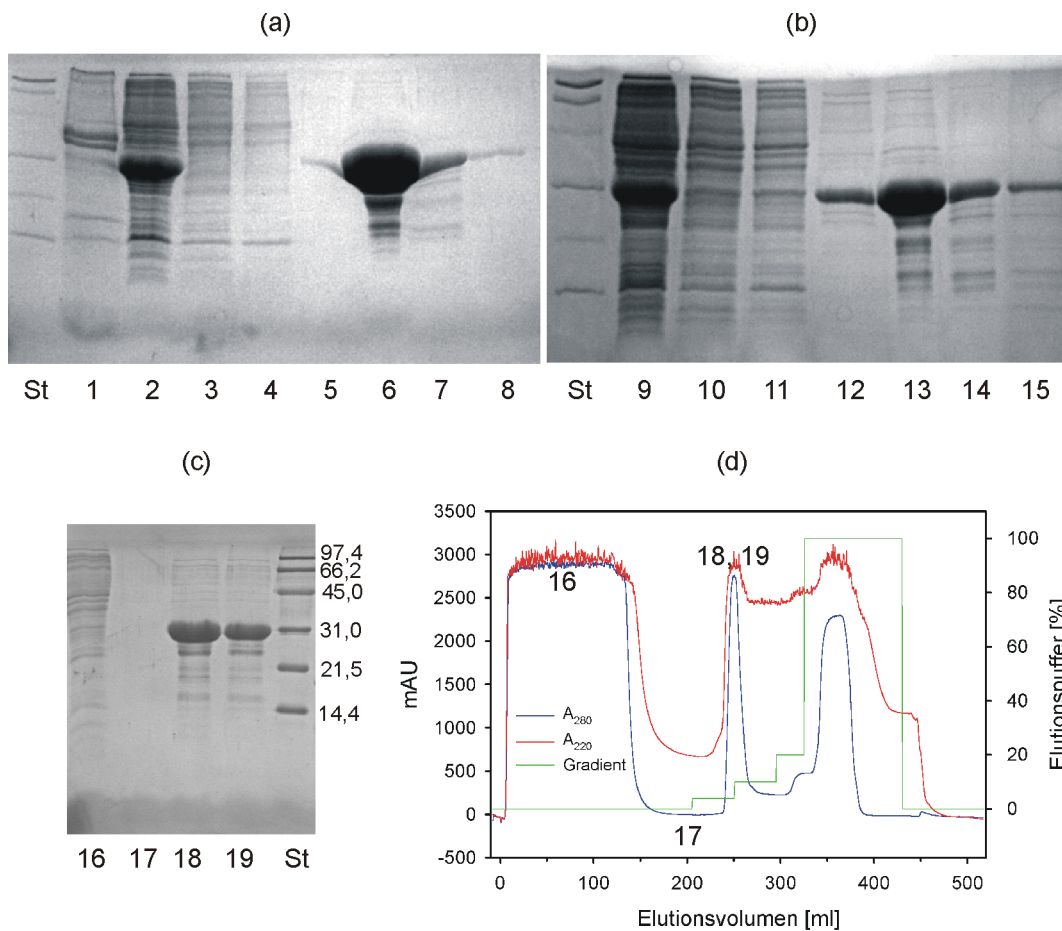 (a)
(b)
St 1 2 3 4 5 6 7 8
St 9 10 11 12 13 14 15
(c)
(d)
97,4
66,2
45,0
31,0
21,5
14,4
16 17 18 19 St
3500
3000
2500
2000
1500
1000
500
0
-500
mAU
16
18
19
17
A280
A220
Gradient
100
80
60
40
20
0
Elutionspuffer [%]
0 100 200 300 400 500
Elutionsvolumen [ml]